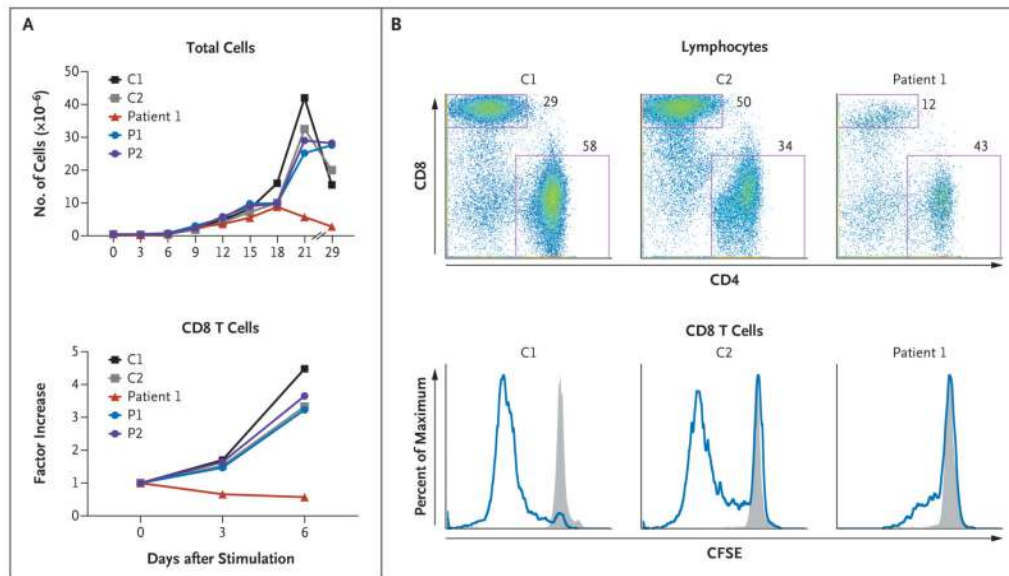 A
Total Cells
No. of Cells (×10⁻⁶)
50
40
30
20
10
0
C1
C2
Patient 1
P1
P2
0 3 6 9 12 15 18 21 29
CD8 T Cells
Factor Increase
5
4
3
2
1
0
C1
C2
Patient 1
P1
P2
0 3 6
Days after Stimulation
B
Lymphocytes
C1 C2 Patient 1
29 50 12
58 34 43
CD8
CD4
CD8 T Cells
C1 C2 Patient 1
Percent of Maximum
CFSE